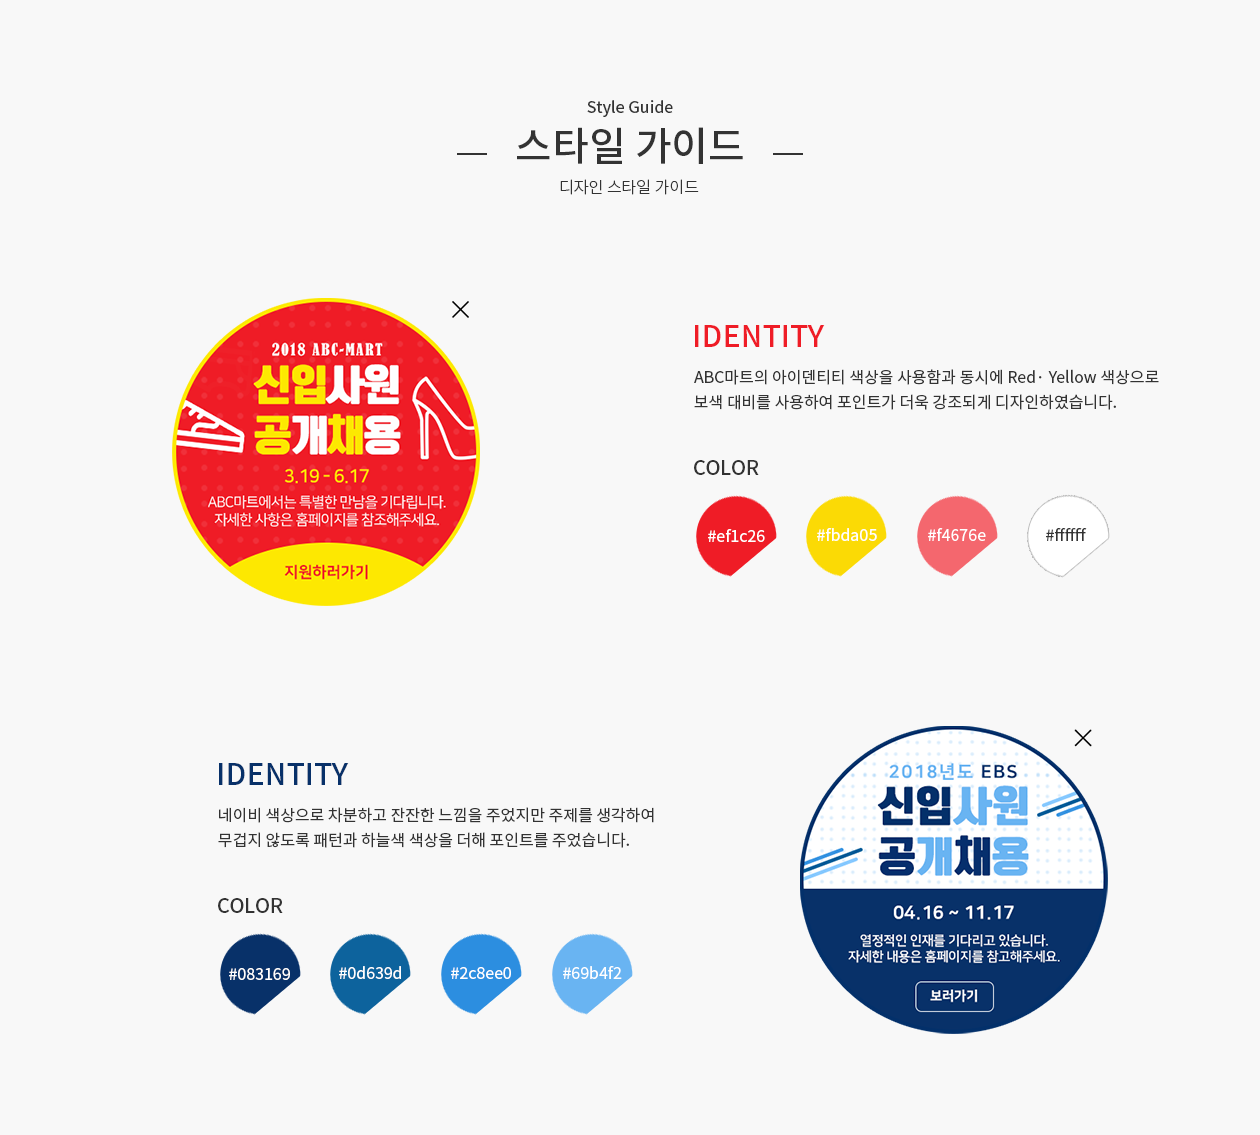 Style Guide
스타일 가이드
디자인 스타일 가이드
2018 ABC-MART
신입사원
공개채용
3.19 - 6.17
ABC마트에서는 특별한 만남을 기다립니다.
자세한 사항은 홈페이지를 참조해주세요.
지원하러가기
IDENTITY
ABC마트의 아이덴티티 색상을 사용함과 동시에 Red· Yellow 색상으로
보색 대비를 사용하여 포인트가 더욱 강조되게 디자인하였습니다.
COLOR
#ef1c26 #fbda05 #f4676e #ffffff
IDENTITY
네이비 색상으로 차분하고 잔잔한 느낌을 주었지만 주제를 생각하여
무겁지 않도록 패턴과 하늘색 색상을 더해 포인트를 주었습니다.
COLOR
#083169 #0d639d #2c8ee0 #69b4f2
2018년도 EBS
신입사원
공개채용
04.16 ~ 11.17
열정적인 인재를 기다리고 있습니다.
자세한 내용은 홈페이지를 참고해주세요.
보러가기